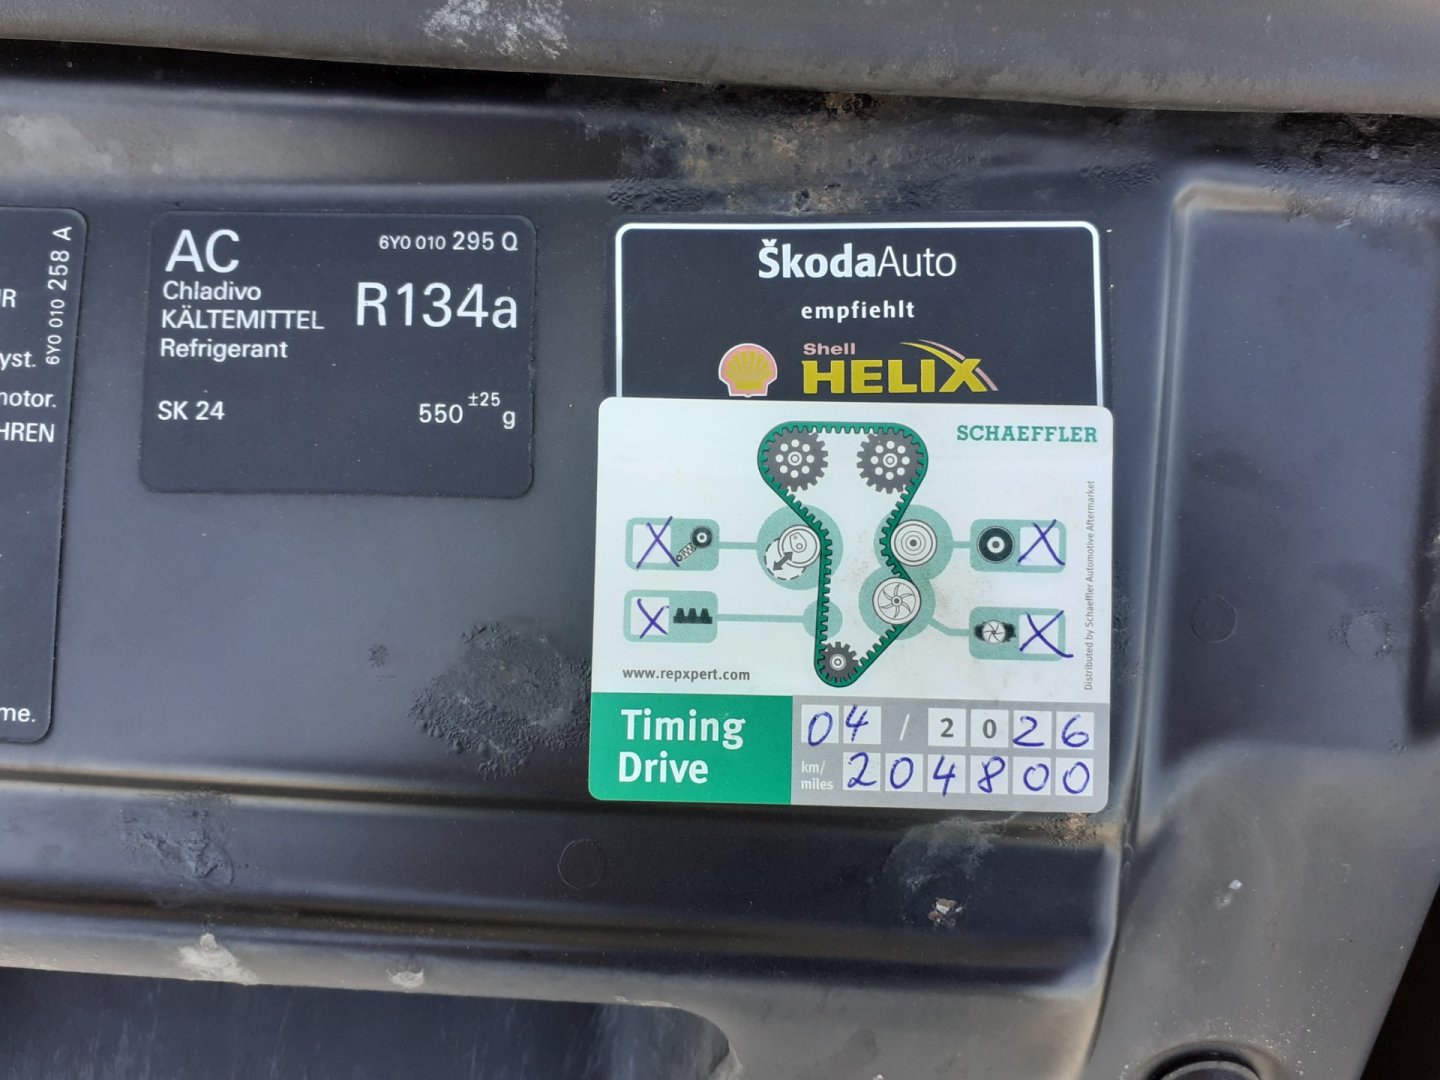 R
yst.
notor.
HREN
me.
6Y0 010 258 A
AC
6Y0 010 295 Q
Chladivo
KÄLTEMITTEL
Refrigerant
R134a
SK 24
550 ±25 g
ŠkodaAuto
empfiehlt
Shell
HELIX
SCHAEFFLER
X
X
X
X
www.repxpert.com
Distributed by Schaeffler Automotive Aftermarket
Timing
Drive
04 / 2026
km/
miles
204800